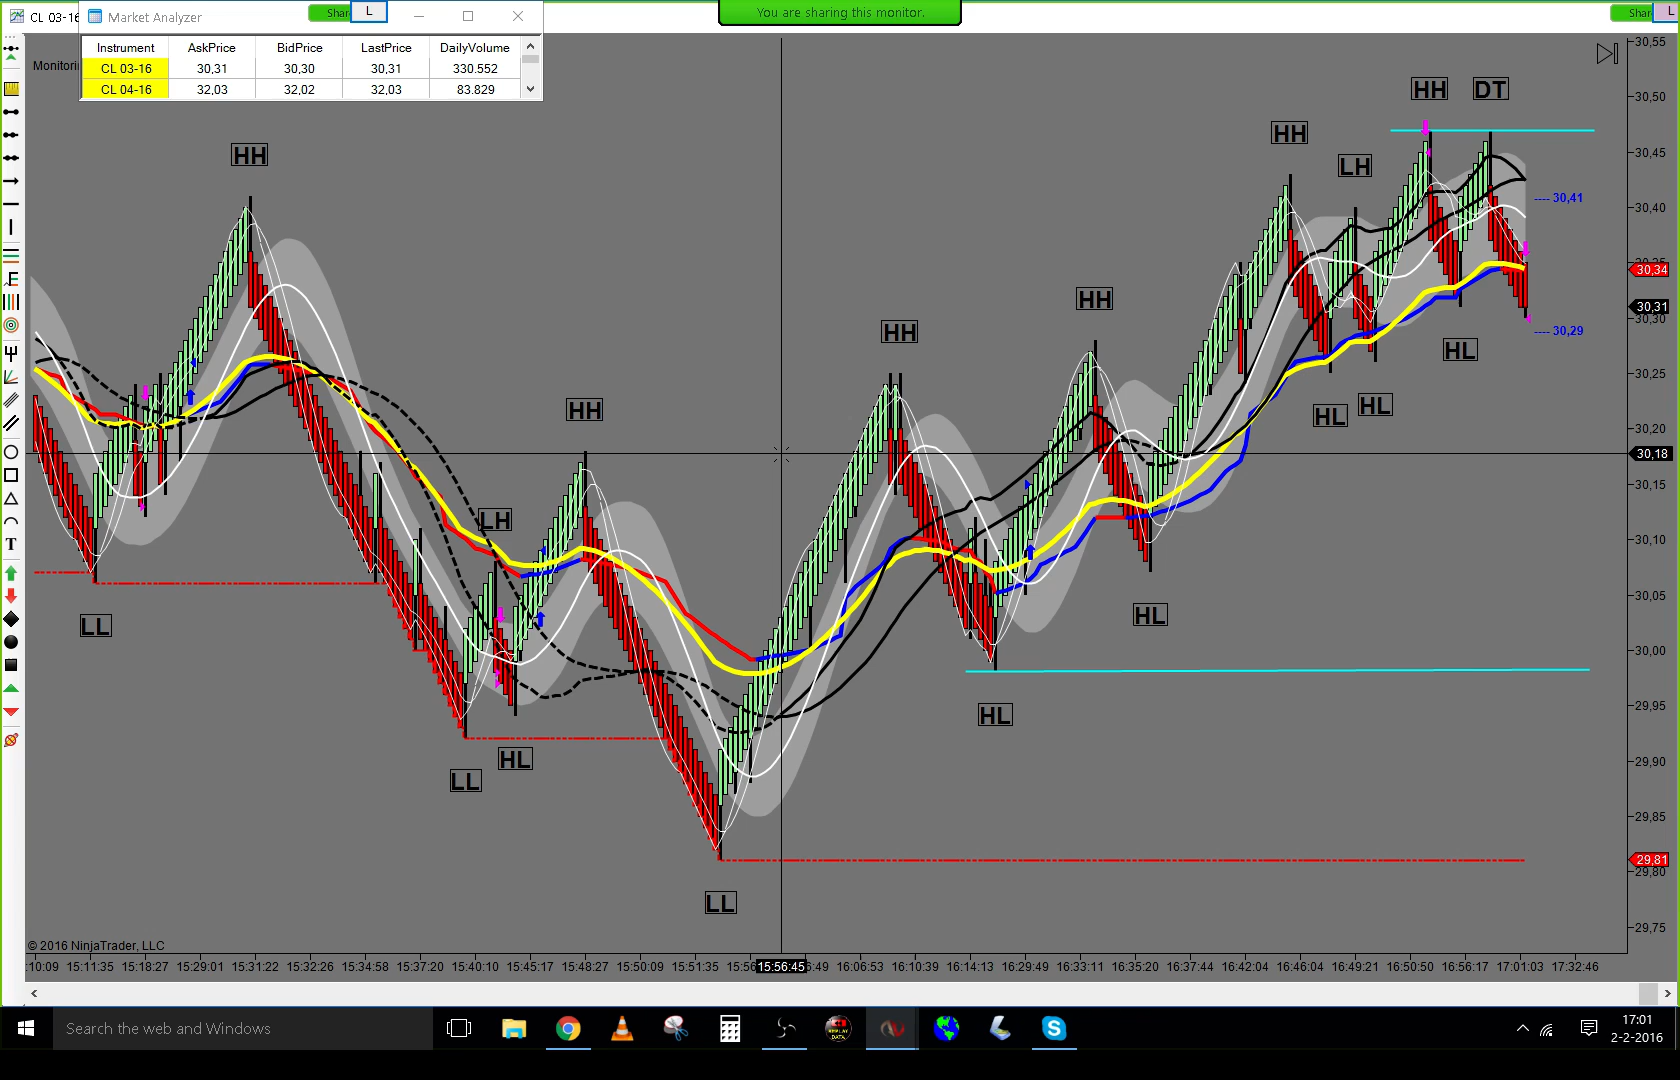 CL 03-16
Market Analyzer
Shar
L
You are sharing this monitor.
Shar
L
Instrument AskPrice BidPrice LastPrice DailyVolume
CL 03-16 30,31 30,30 30,31 330.552
CL 04-16 32,03 32,02 32,03 83.829
Monitorin
30,55
30,50
30,45
30,40
30,34
30,31
30,30
30,25
30,20
30,18
30,15
30,10
30,05
30,00
29,95
29,90
29,85
29,81
29,80
29,75
HH DT
HH
HH
LH
---- 30,41
HH
HH
---- 30,29
HL
HH
HL
HL
E
T
LH
LL
HL
HL
HL
LL
LL
© 2016 NinjaTrader, LLC
:10:09 15:11:35 15:18:27 15:29:01 15:31:22 15:32:26 15:34:58 15:37:20 15:40:10 15:45:17 15:48:27 15:50:09 15:51:35 15:56 15:56:45 :49 16:06:53 16:10:39 16:14:13 16:29:49 16:33:11 16:35:20 16:37:44 16:42:04 16:46:04 16:49:21 16:50:50 16:56:17 17:01:03 17:32:46
Search the web and Windows
17:01
2-2-2016